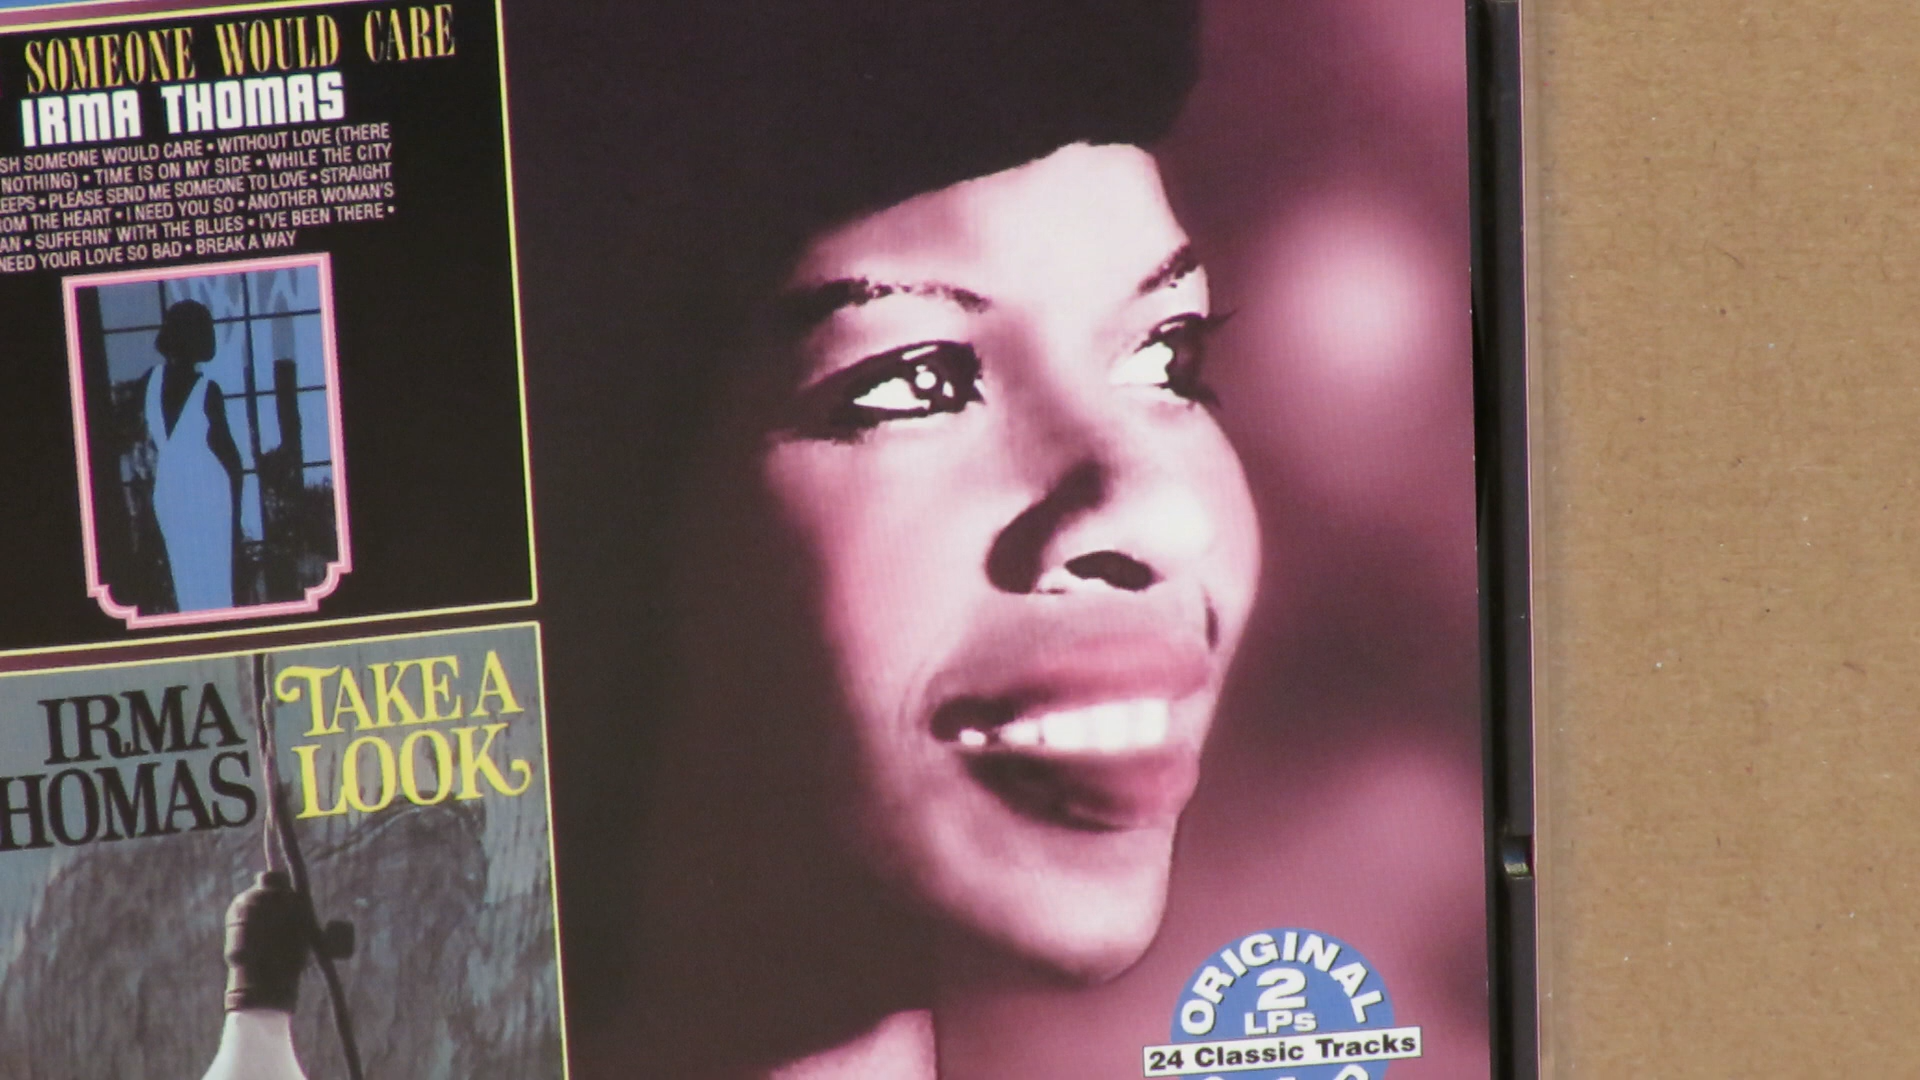 SOMEONE WOULD CARE
IRMA THOMAS
SH SOMEONE WOULD CARE • WITHOUT LOVE (THERE
NOTHING) • TIME IS ON MY SIDE • WHILE THE CITY
EEPS • PLEASE SEND ME SOMEONE TO LOVE • STRAIGHT
OM THE HEART • I NEED YOU SO • ANOTHER WOMAN'S
AN • SUFFERIN' WITH THE BLUES • I'VE BEEN THERE •
NEED YOUR LOVE SO BAD • BREAK A WAY
IRMA
HOMAS
TAKE A
LOOK
ORIGINAL
2
LPs
24 Classic Tracks